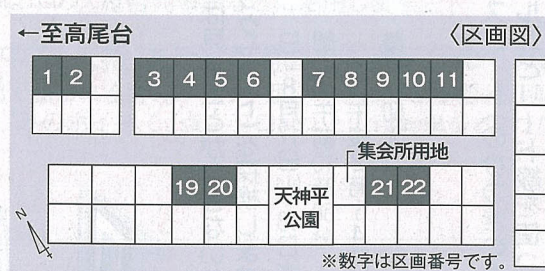 ←至高尾台
〈区画図〉
1 2 3 4 5 6 7 8 9 10 11
集会所用地
19 20 天神平公園 21 22
N
※数字は区画番号です。